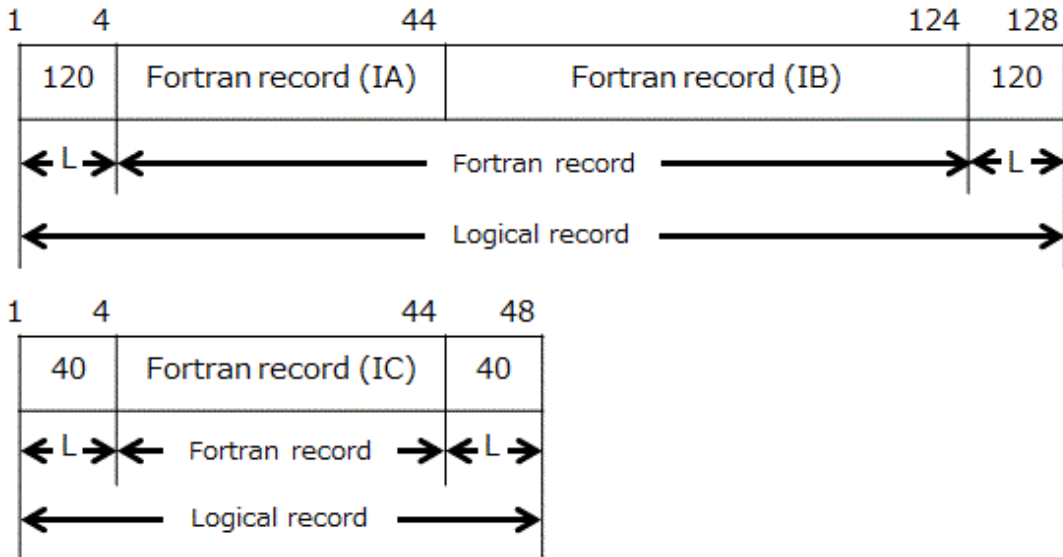 1 4 44 124 128
120 Fortran record (IA) Fortran record (IB) 120
L Fortran record L
Logical record
1 4 44 48
40 Fortran record (IC) 40
L Fortran record L
Logical record